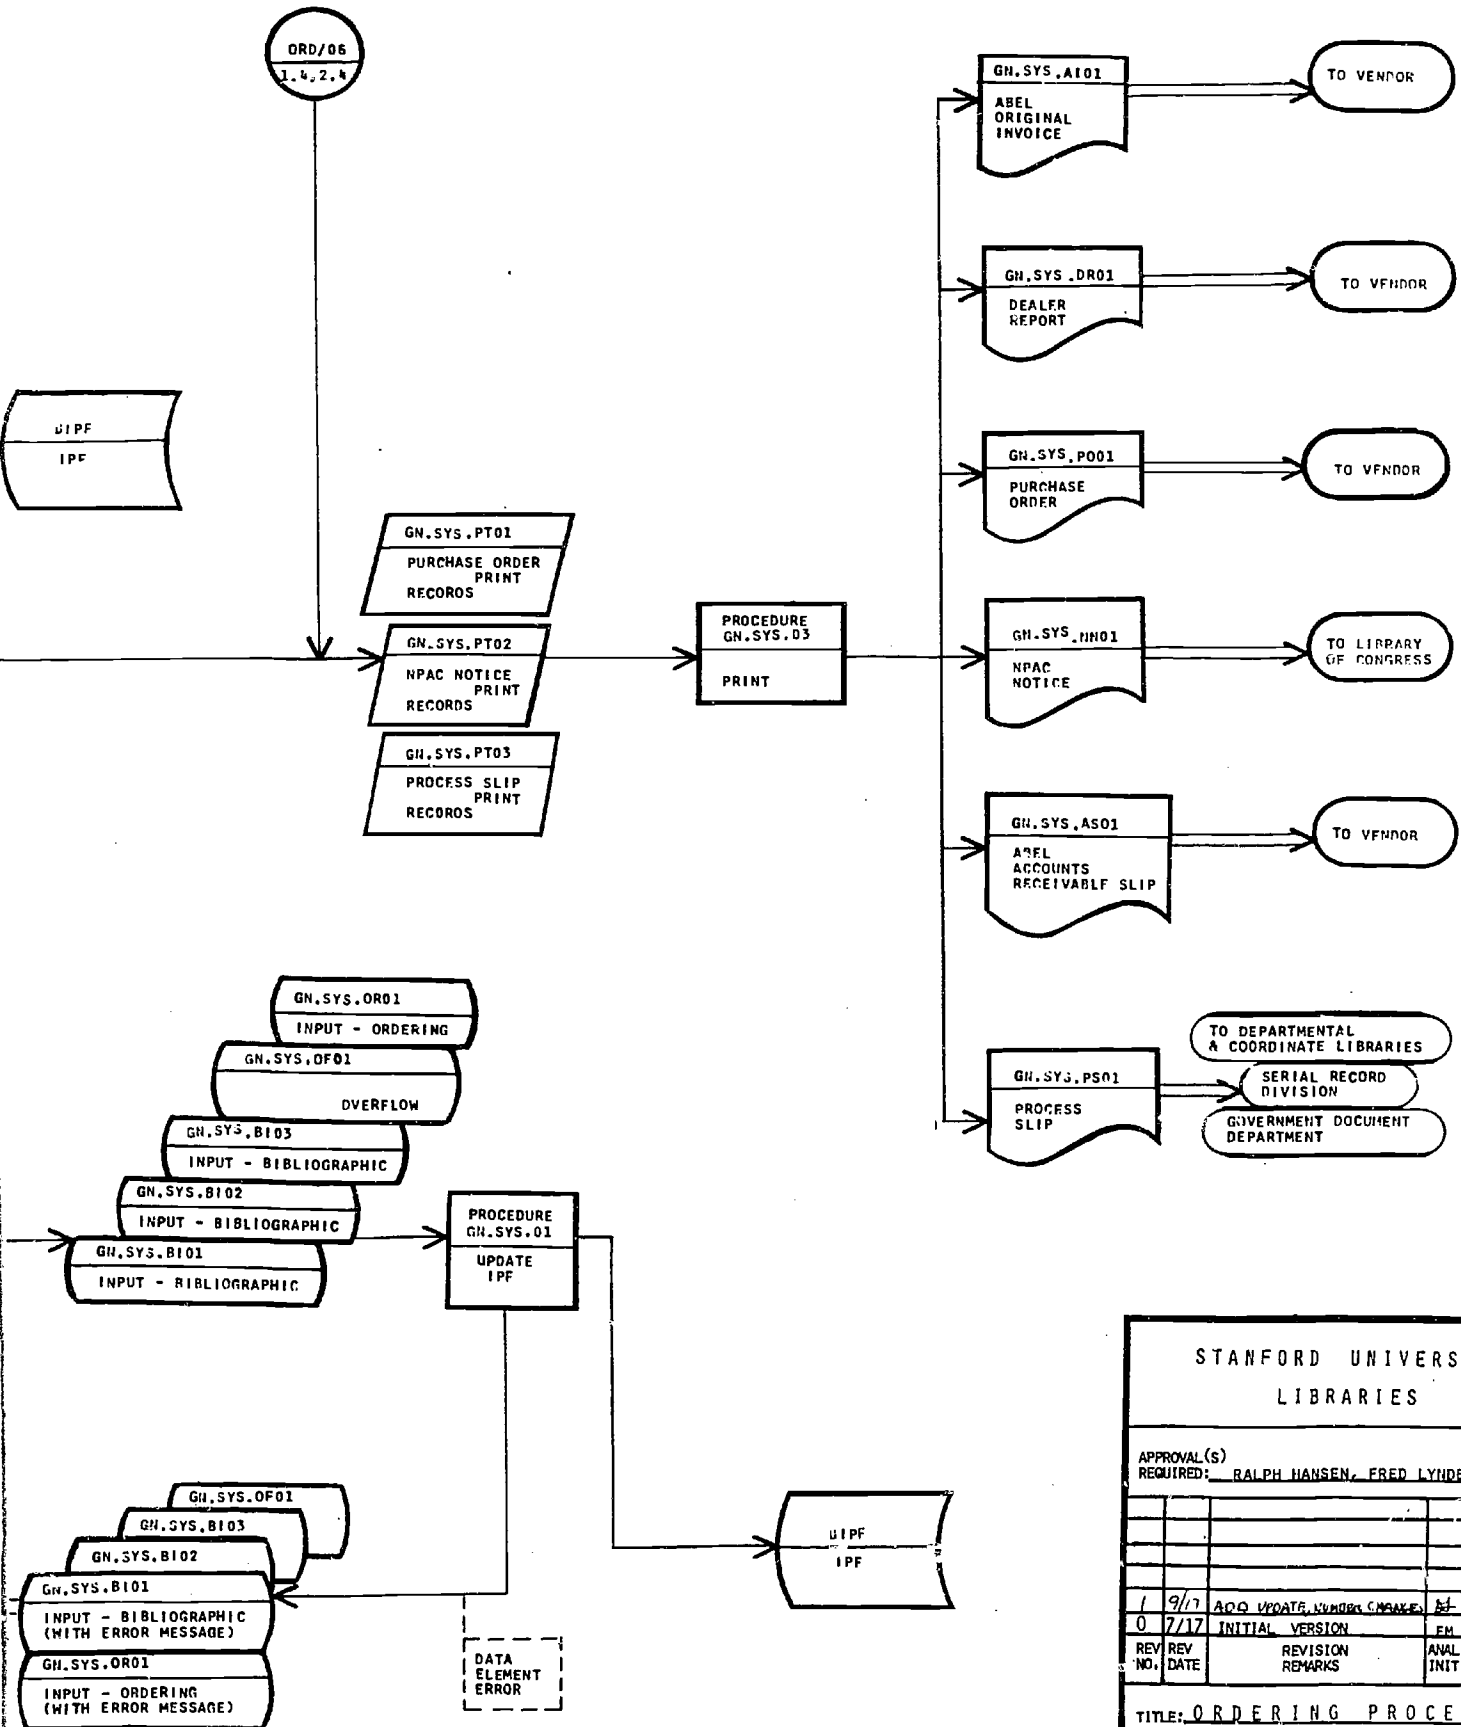 ORD/06
1.4.2.4
GN.SYS.AI01
ABEL
ORIGINAL
INVOICE
TO VENDOR
GN.SYS.DR01
DEALER
REPORT
TO VENDOR
IPF
GN.SYS.PO01
PURCHASE
ORDER
TO VENDOR
GN.SYS.PT01
PURCHASE ORDER
PRINT
RECORDS
GN.SYS.PT02
NPAC NOTICE
PRINT
RECORDS
GN.SYS.PT03
PROCESS SLIP
PRINT
RECORDS
PROCEDURE
GN.SYS.03
PRINT
GN.SYS.NN01
NPAC
NOTICE
TO LIBRARY
OF CONGRESS
GN.SYS.AS01
ABEL
ACCOUNTS
RECEIVABLE SLIP
TO VENDOR
GN.SYS.PS01
PROCESS
SLIP
TO DEPARTMENTAL
& COORDINATE LIBRARIES
SERIAL RECORD
DIVISION
GOVERNMENT DOCUMENT
DEPARTMENT
GN.SYS.OR01
INPUT - ORDERING
GN.SYS.OF01
OVERFLOW
GN.SYS.BI03
INPUT - BIBLIOGRAPHIC
GN.SYS.BI02
INPUT - BIBLIOGRAPHIC
GN.SYS.BI01
INPUT - BIBLIOGRAPHIC
PROCEDURE
GN.SYS.01
UPDATE
IPF
GN.SYS.OF01
GN.SYS.BI03
GN.SYS.BI02
GN.SYS.BI01
INPUT - BIBLIOGRAPHIC
(WITH ERROR MESSAGE)
GN.SYS.OR01
INPUT - ORDERING
(WITH ERROR MESSAGE)
DATA
ELEMENT
ERROR
IPF
STANFORD UNIVERS
LIBRARIES
APPROVAL(S)
REQUIRED: RALPH HANSEN, FRED LYNDE
1 9/17 ADD UPDATE, NUMBER CHANGE
0 7/17 INITIAL VERSION EM
REV NO. REV DATE REVISION REMARKS ANAL INIT
TITLE: ORDERING PROCE